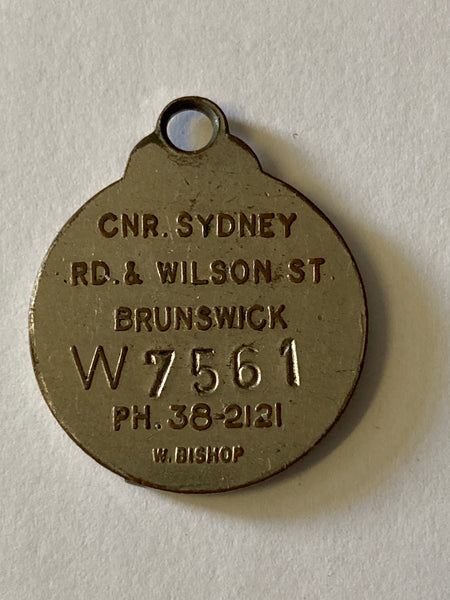 CNR. SYDNEY
RD. & WILSON ST.
BRUNSWICK
W 7561
PH. 38-2121
W. BISHOP